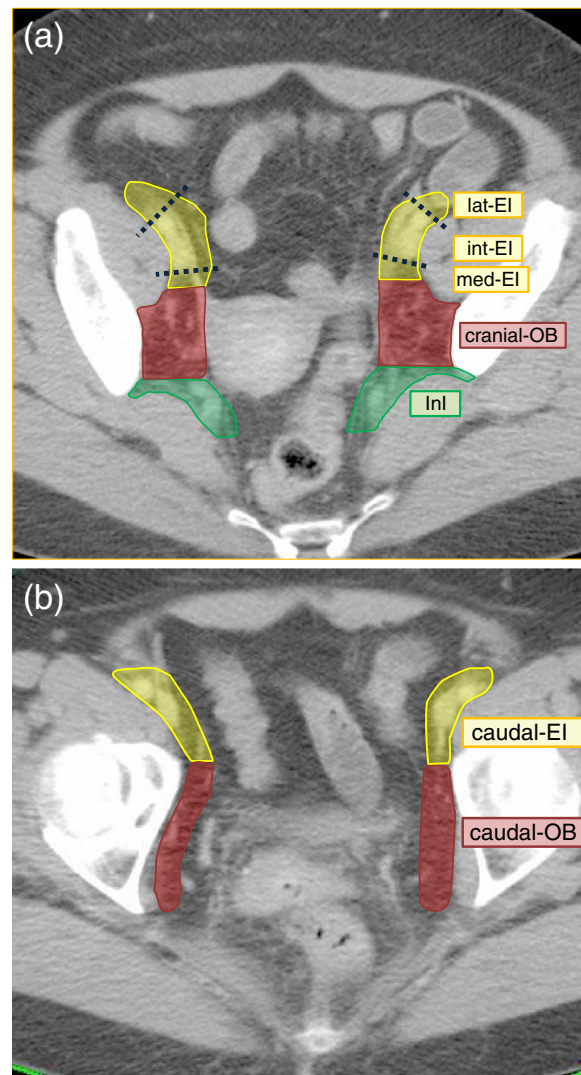 (a)
lat-EI
int-EI
med-EI
cranial-OB
InI
(b)
caudal-EI
caudal-OB